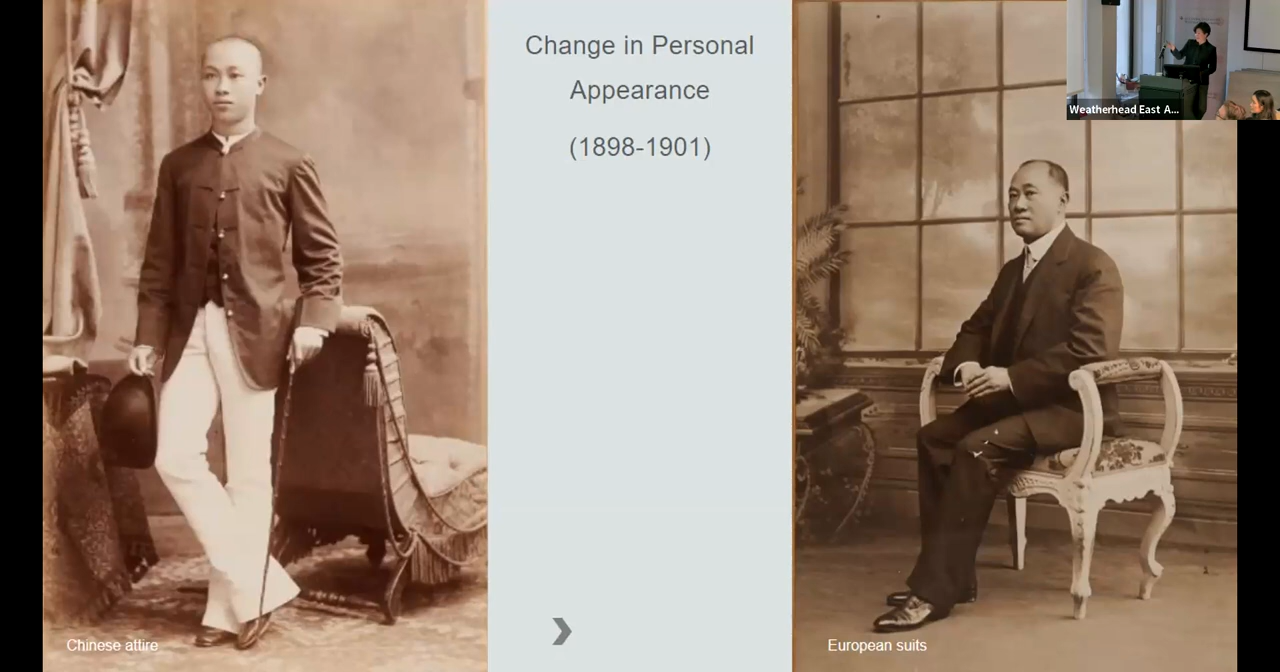 Change in Personal
Appearance
(1898-1901)
Weatherhead East A...
Chinese attire
European suits